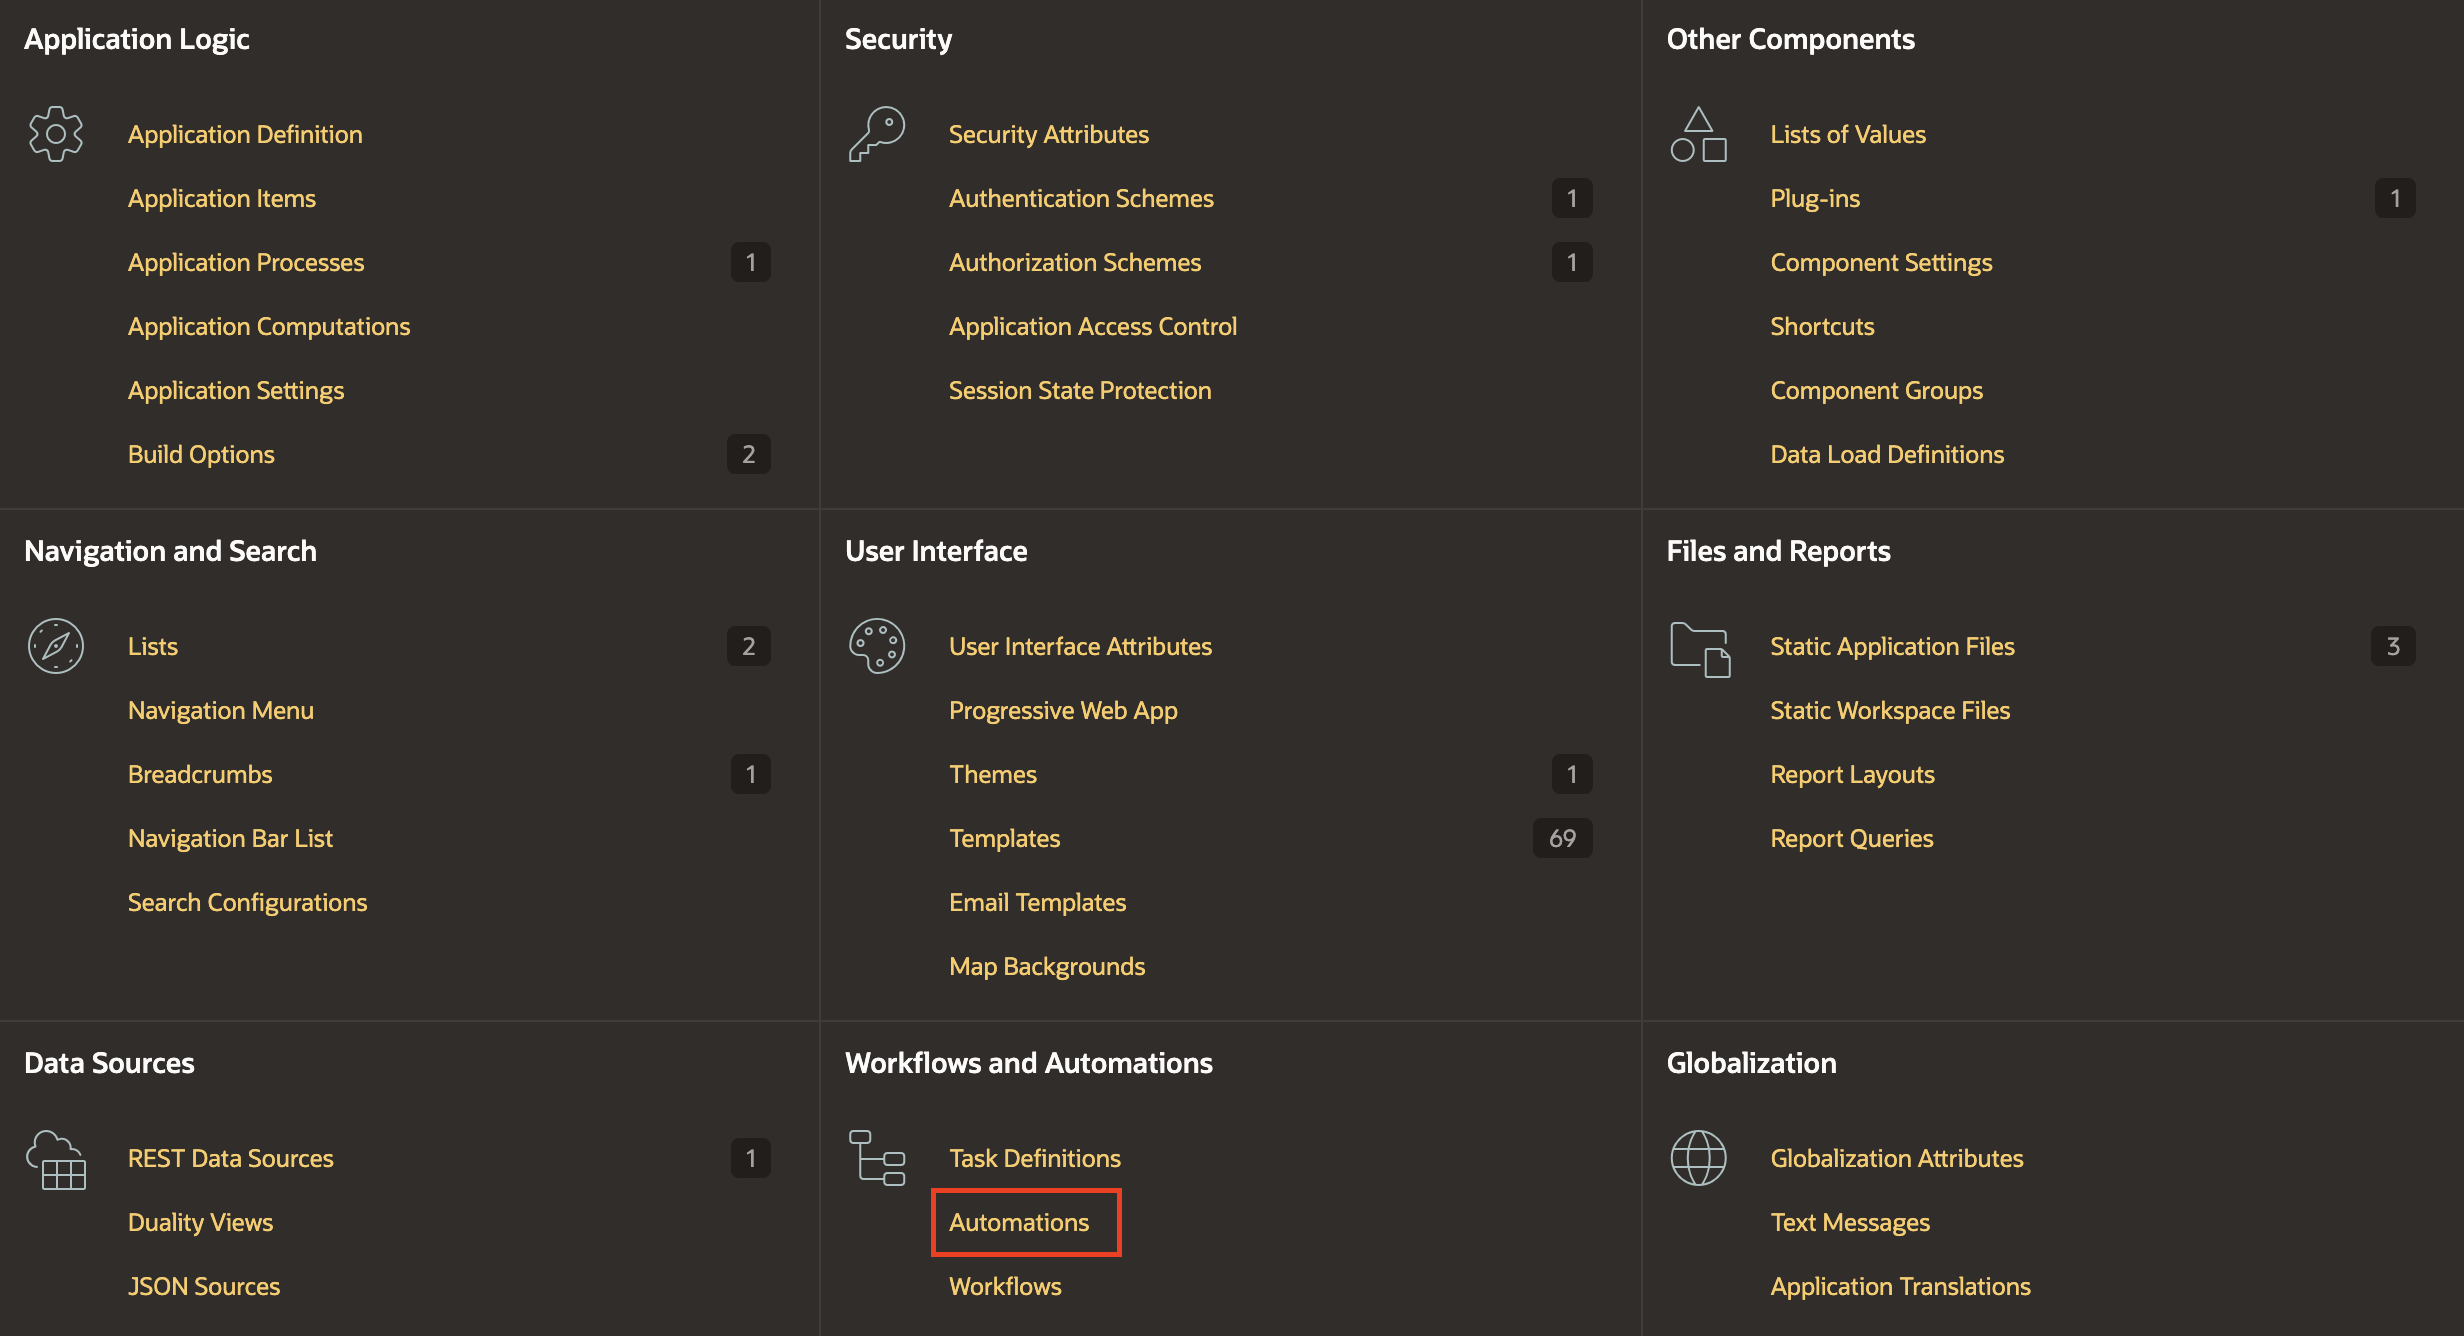 Application Logic
Application Definition
Application Items
Application Processes 1
Application Computations
Application Settings
Build Options 2
Security
Security Attributes
Authentication Schemes 1
Authorization Schemes 1
Application Access Control
Session State Protection
Other Components
Lists of Values
Plug-ins 1
Component Settings
Shortcuts
Component Groups
Data Load Definitions
Navigation and Search
Lists 2
Navigation Menu
Breadcrumbs 1
Navigation Bar List
Search Configurations
User Interface
User Interface Attributes
Progressive Web App
Themes 1
Templates 69
Email Templates
Map Backgrounds
Files and Reports
Static Application Files 3
Static Workspace Files
Report Layouts
Report Queries
Data Sources
REST Data Sources 1
Duality Views
JSON Sources
Workflows and Automations
Task Definitions
Automations
Workflows
Globalization
Globalization Attributes
Text Messages
Application Translations